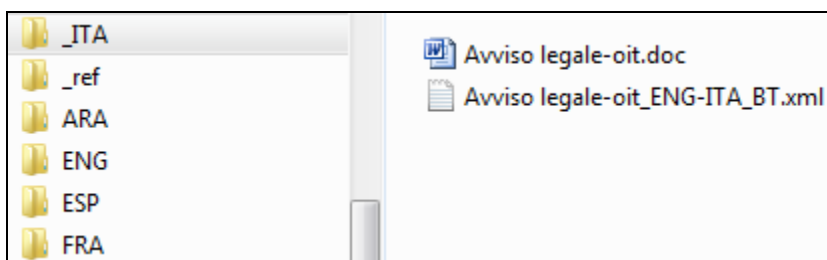 _ITA
_ref
ARA
ENG
ESP
FRA
Avviso legale-oit.doc
Avviso legale-oit_ENG-ITA_BT.xml